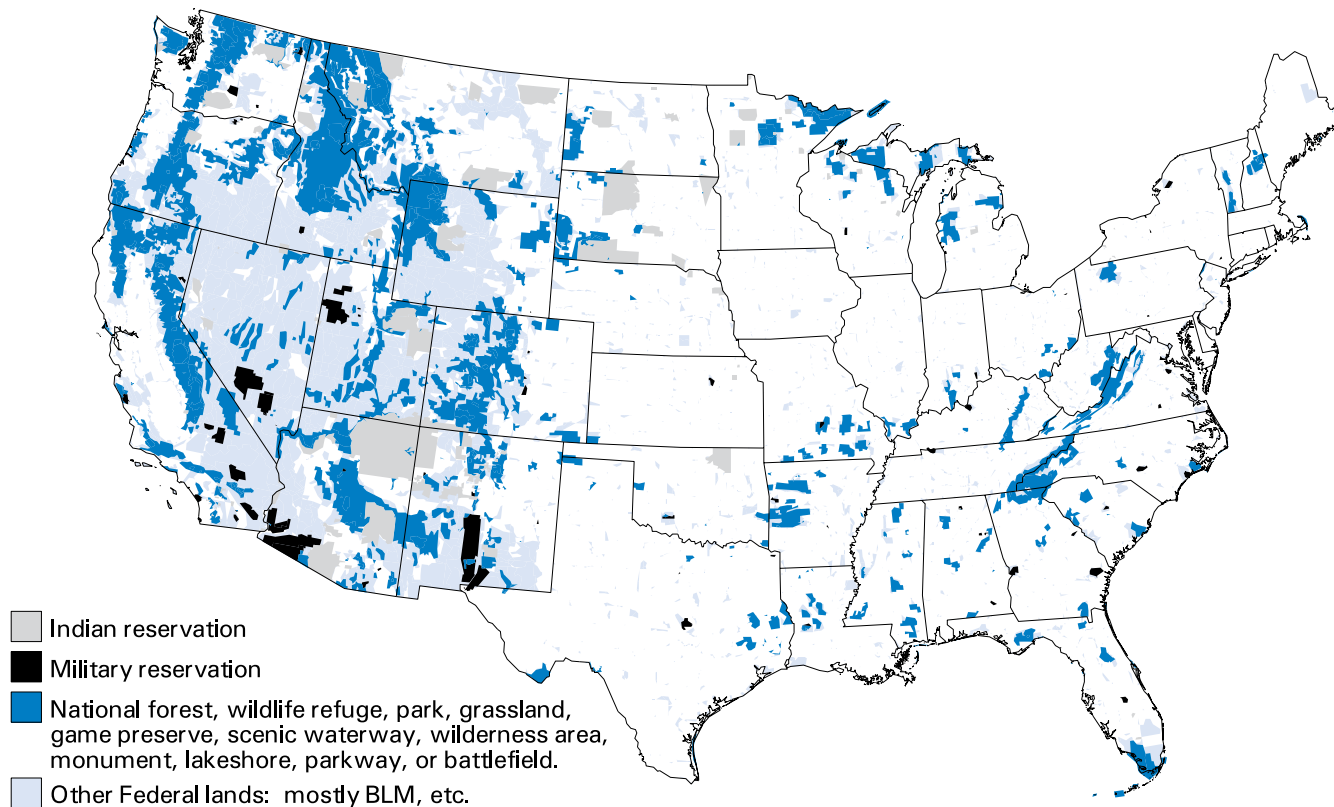 Indian reservation
Military reservation
National forest, wildlife refuge, park, grassland,
game preserve, scenic waterway, wilderness area,
monument, lakeshore, parkway, or battlefield.
Other Federal lands: mostly BLM, etc.